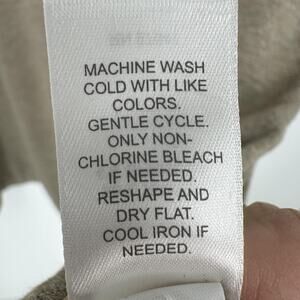 MACHINE WASH
COLD WITH LIKE
COLORS.
GENTLE CYCLE.
ONLY NON-
CHLORINE BLEACH
IF NEEDED.
RESHAPE AND
DRY FLAT.
COOL IRON IF
NEEDED.